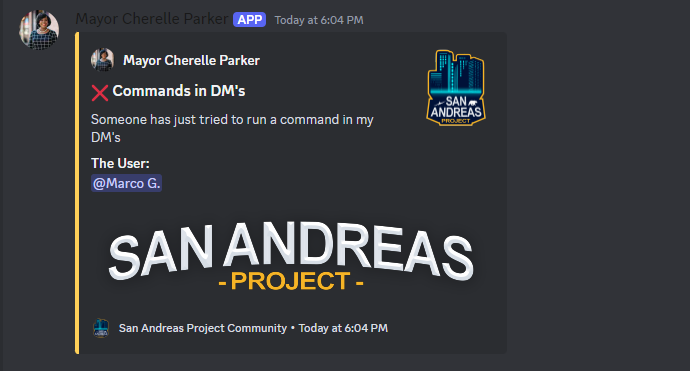 Mayor Cherelle Parker APP Today at 6:04 PM
Mayor Cherelle Parker
❌ Commands in DM's
Someone has just tried to run a command in my
DM's
The User:
@Marco G.
SAN
ANDREAS
PROJECT
SAN ANDREAS
- PROJECT -
San Andreas Project Community • Today at 6:04 PM